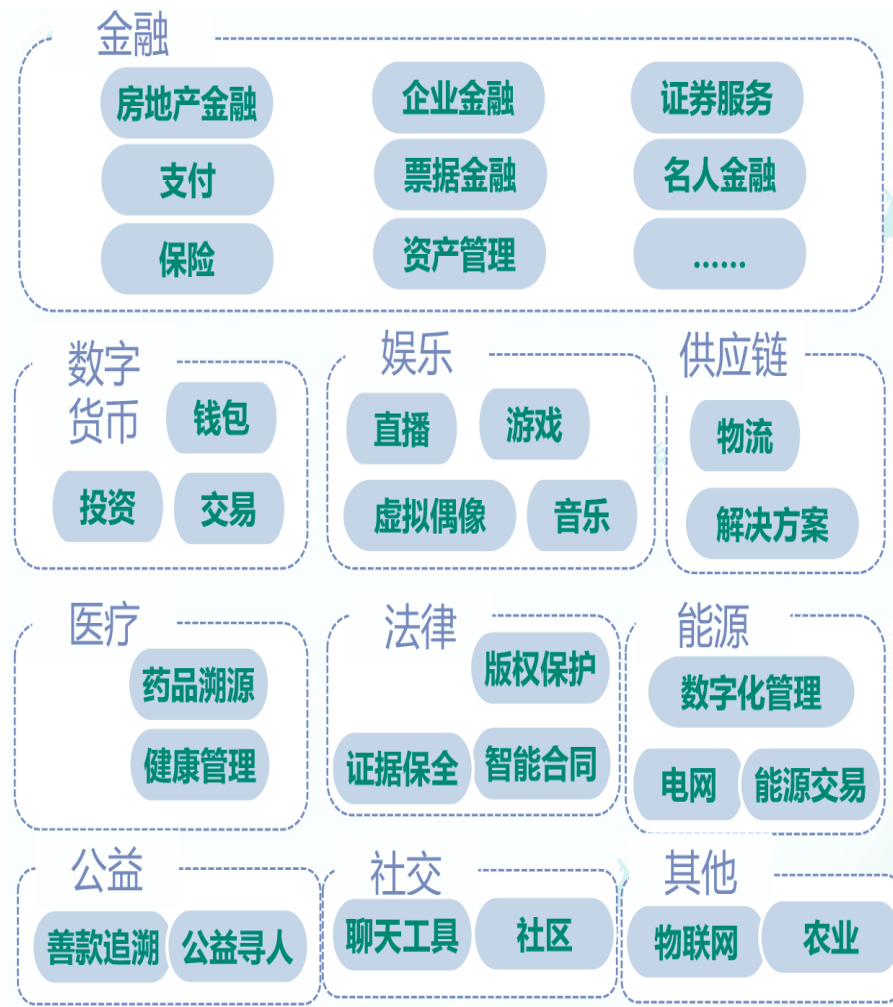 金融
房地产金融
企业金融
证券服务
支付
票据金融
名人金融
保险
资产管理
......
数字
货币
钱包
投资
交易
娱乐
直播
游戏
虚拟偶像
音乐
供应链
物流
解决方案
医疗
药品溯源
健康管理
法律
版权保护
证据保全
智能合同
能源
数字化管理
电网
能源交易
公益
善款追溯
公益寻人
社交
聊天工具
社区
其他
物联网
农业